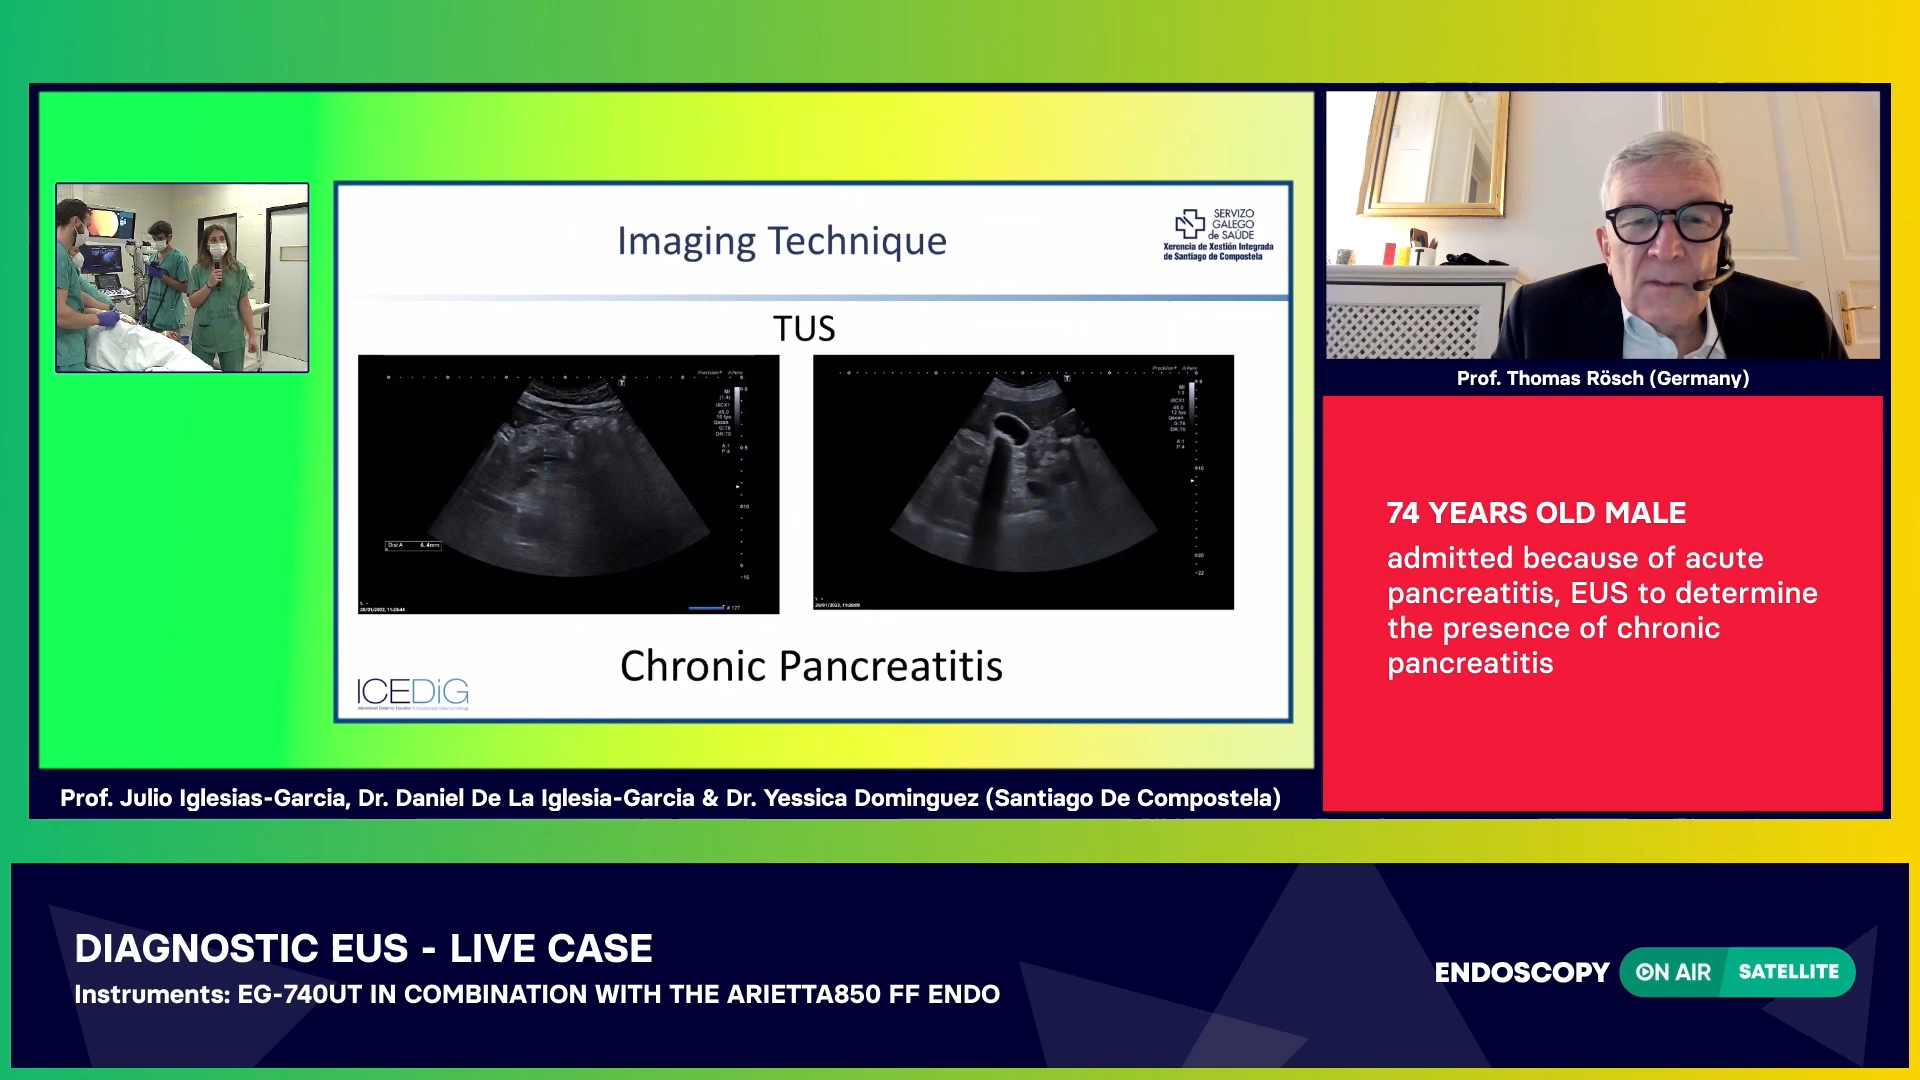 Imaging Technique
SERVIZO
GALEGO
de SAÚDE
Xerencia de Xestión Integrada
de Santiago de Compostela
TUS
Dist A 6.4mm
Chronic Pancreatitis
ICEDiG
Prof. Julio Iglesias-Garcia, Dr. Daniel De La Iglesia-Garcia & Dr. Yessica Dominguez (Santiago De Compostela)
Prof. Thomas Rösch (Germany)
74 YEARS OLD MALE
admitted because of acute
pancreatitis, EUS to determine
the presence of chronic
pancreatitis
DIAGNOSTIC EUS - LIVE CASE
Instruments: EG-740UT IN COMBINATION WITH THE ARIETTA850 FF ENDO
ENDOSCOPY ON AIR SATELLITE